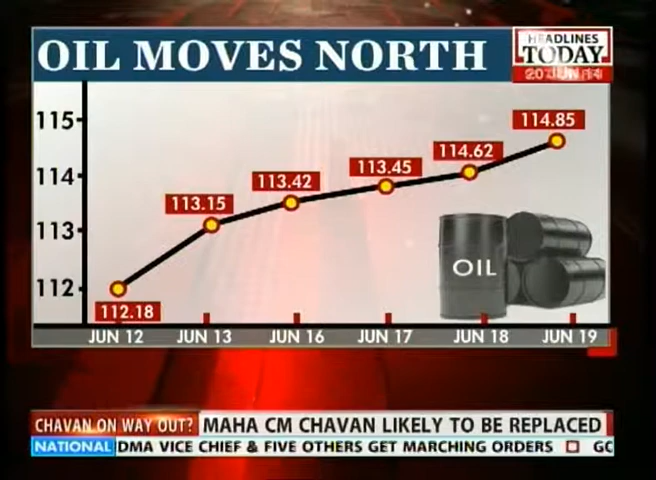 OIL MOVES NORTH
HEADLINES
TODAY
115
114
113
112
112.18
113.15
113.42
113.45
114.62
114.85
OIL
JUN 12 JUN 13 JUN 16 JUN 17 JUN 18 JUN 19
CHAVAN ON WAY OUT? MAHA CM CHAVAN LIKELY TO BE REPLACED
NATIONAL DMA VICE CHIEF & FIVE OTHERS GET MARCHING ORDERS GO